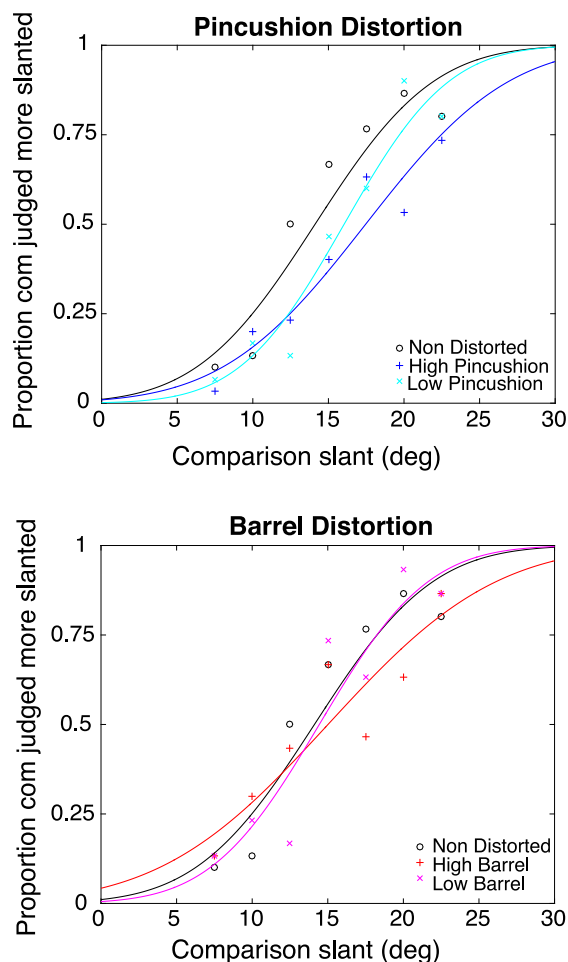 Pincushion Distortion
Proportion com judged more slanted
1
0.75
0.5
0.25
0
Non Distorted
High Pincushion
Low Pincushion
0 5 10 15 20 25 30
Comparison slant (deg)
Barrel Distortion
Proportion com judged more slanted
1
0.75
0.5
0.25
0
Non Distorted
High Barrel
Low Barrel
0 5 10 15 20 25 30
Comparison slant (deg)